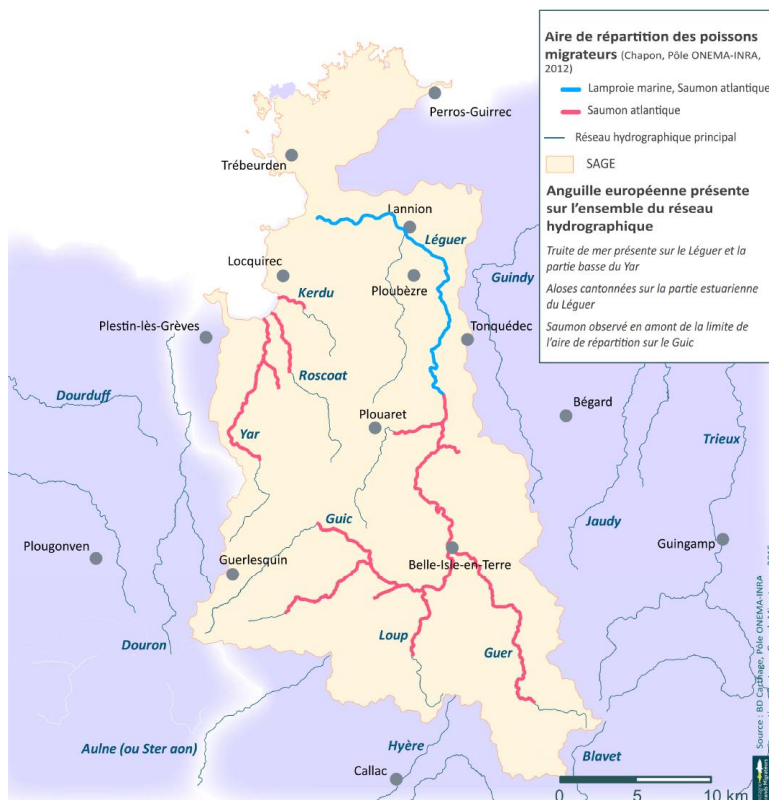 Aire de répartition des poissons
migrateurs (Chapon, Pôle ONEMA-INRA,
2012)
Lamproie marine, Saumon atlantique
Saumon atlantique
Réseau hydrographique principal
SAGE
Anguille européenne présente
sur l'ensemble du réseau
hydrographique
Truite de mer présente sur le Léguer et la
partie basse du Yar
Aloses cantonnées sur la partie estuarienne
du Léguer
Saumon observé en amont de la limite de
l'aire de répartition sur le Guic
Perros-Guirrec
Trébeurden
Lannion
Léguer
Locquirec
Ploubèzre
Guindy
Kerdu
Plestin-lès-Grèves
Tonquédec
Roscoat
Dourduff
Bégard
Plouaret
Yar
Trieux
Guic
Jaudy
Plougonven
Guerlesquin
Belle-Isle-en-Terre
Guingamp
Douron
Loup
Guer
Aulne (ou Ster aon)
Hyère
Blavet
Callac
0 5 10 km
Source : BD Carthage, Pôle ONEMA-INRA